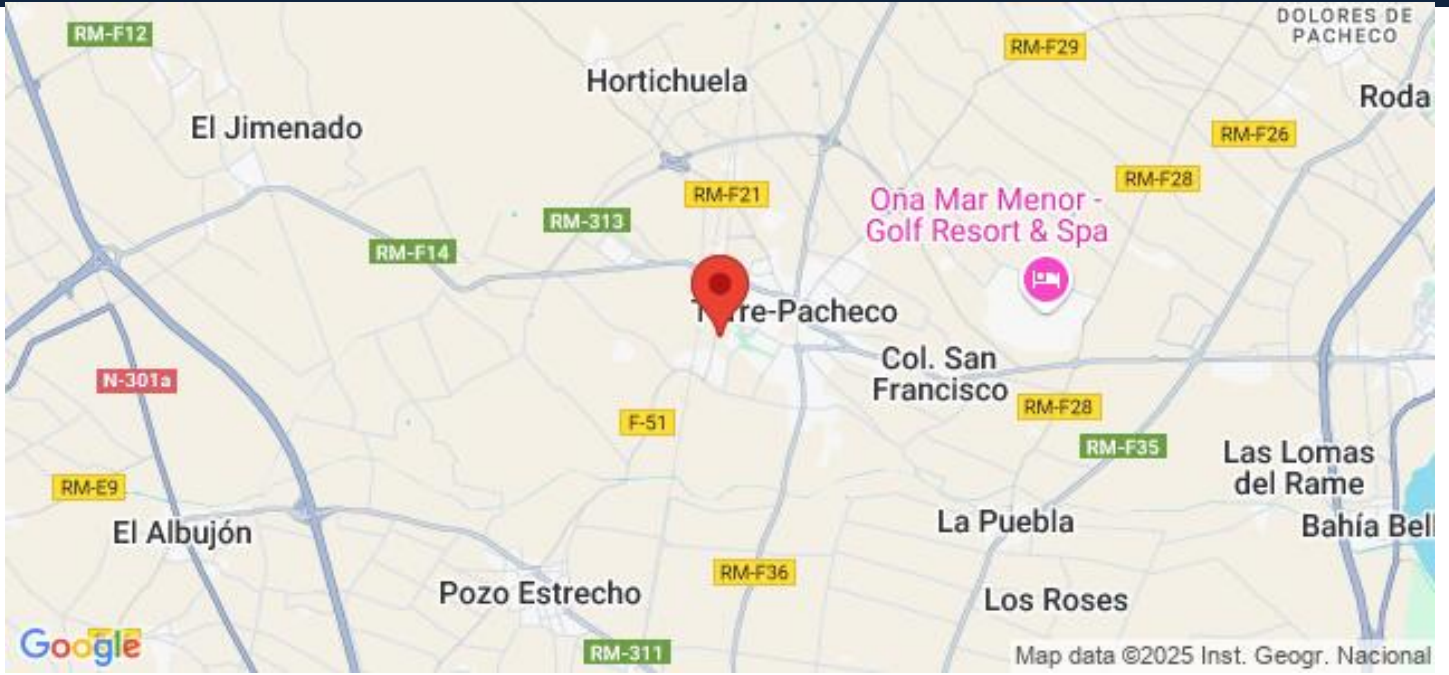 DOLORES DE
PACHECO
RM-F12
RM-F29
Hortichuela
Roda
El Jimenado
RM-F26
RM-F28
RM-F21
Oña Mar Menor -
Golf Resort & Spa
RM-313
RM-F14
Torre-Pacheco
Col. San
Francisco
N-301a
RM-F28
F-51
RM-F35
Las Lomas
del Rame
RM-E9
La Puebla
Bahía Bell
El Albujón
RM-F36
Pozo Estrecho
Los Roses
Google
RM-311
Map data ©2025 Inst. Geogr. Nacional